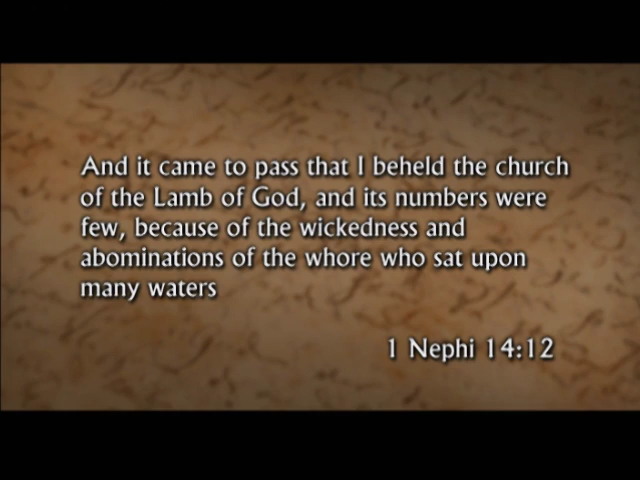 And it came to pass that I beheld the church
of the Lamb of God, and its numbers were
few, because of the wickedness and
abominations of the whore who sat upon
many waters
1 Nephi 14:12